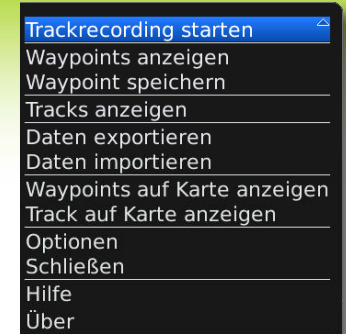 Trackrecording starten
Waypoints anzeigen
Waypoint speichern
Tracks anzeigen
Daten exportieren
Daten importieren
Waypoints auf Karte anzeigen
Track auf Karte anzeigen
Optionen
Schließen
Hilfe
Über